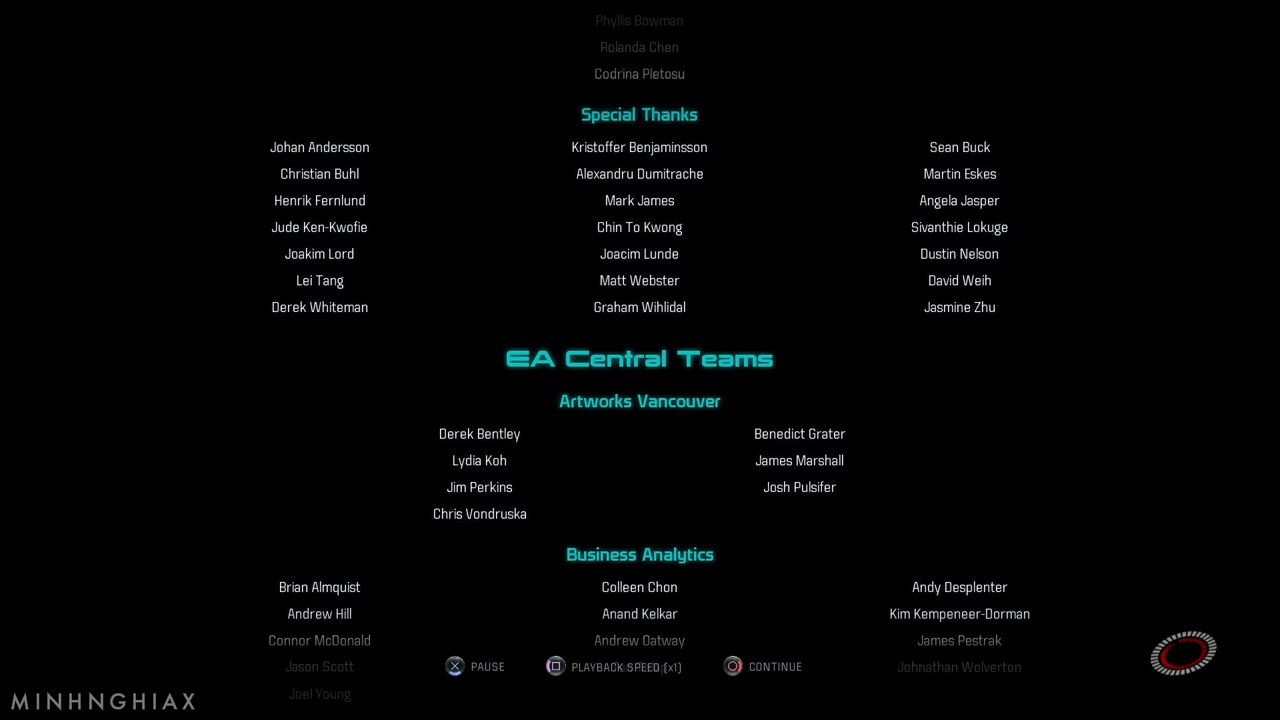 Phyllis Bowman
Rolanda Chen
Codrina Pletosu
Special Thanks
Johan Andersson Kristoffer Benjaminsson Sean Buck
Christian Buhl Alexandru Dumitrache Martin Eskes
Henrik Fernlund Mark James Angela Jasper
Jude Ken-Kwofie Chin To Kwong Sivanthie Lokuge
Joakim Lord Joacim Lunde Dustin Nelson
Lei Tang Matt Webster David Weih
Derek Whiteman Graham Wihlidal Jasmine Zhu
EA Central Teams
Artworks Vancouver
Derek Bentley Benedict Grater
Lydia Koh James Marshall
Jim Perkins Josh Pulsifer
Chris Vondruska
Business Analytics
Brian Almquist Colleen Chon Andy Desplenter
Andrew Hill Anand Kelkar Kim Kempeneer-Dorman
Connor McDonald Andrew Oatway James Pestrak
Jason Scott Johnathan Wolverton
PAUSE PLAYBACK SPEED (x1) CONTINUE
Joel Young
MINHNGHIAX